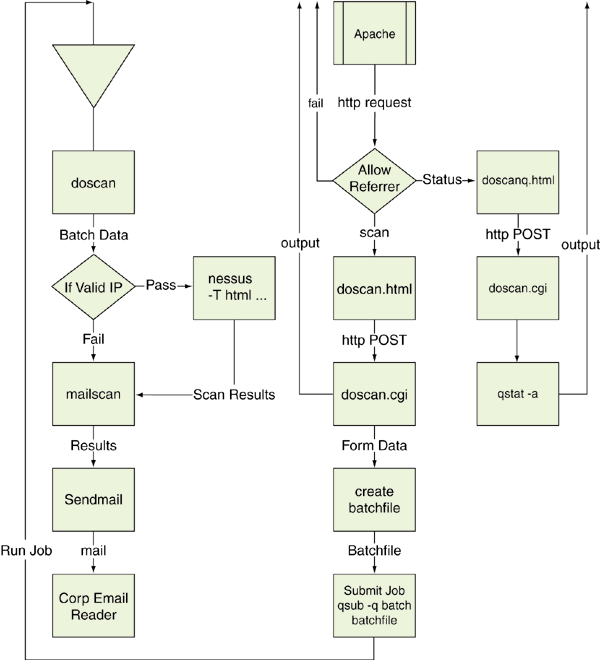 doscan
Batch Data
If Valid IP
Pass
nessus
-T html ...
Fail
mailscan
Scan Results
Results
Sendmail
Run Job
mail
Corp Email
Reader
Apache
fail
http request
Allow
Referrer
Status
doscanq.html
scan
http POST
output
output
doscan.html
doscan.cgi
http POST
doscan.cgi
qstat -a
Form Data
create
batchfile
Batchfile
Submit Job
qsub -q batch
batchfile